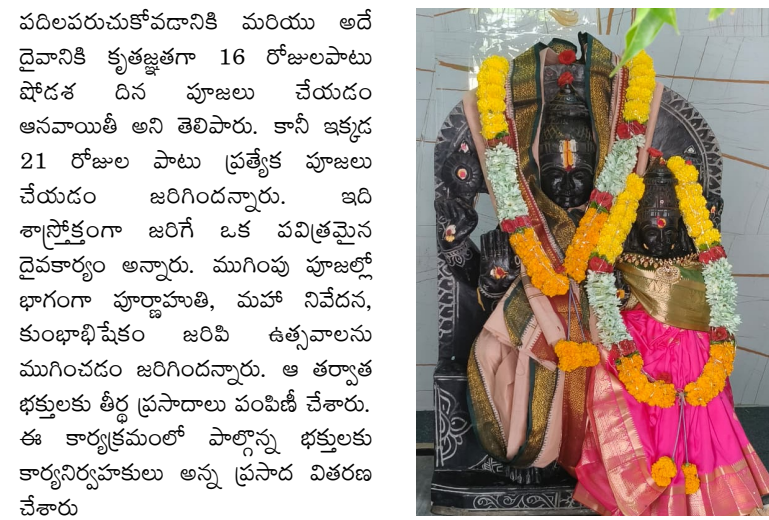 పదిలపరుచుకోవడానికి మరియు అదే
దైవానికి కృతజ్ఞతగా 16 రోజులపాటు
షోడశ దిన పూజలు చేయడం
ఆనవాయితీ అని తెలిపారు. కానీ ఇక్కడ
21 రోజుల పాటు ప్రత్యేక పూజలు
చేయడం జరిగిందన్నారు. ఇది
శాస్త్రోక్తంగా జరిగే ఒక పవిత్రమైన
దైవకార్యం అన్నారు. ముగింపు పూజల్లో
భాగంగా పూర్ణాహుతి, మహా నివేదన,
కుంభాభిషేకం జరిపి ఉత్సవాలను
ముగించడం జరిగిందన్నారు. ఆ తర్వాత
భక్తులకు తీర్థ ప్రసాదాలు పంపిణీ చేశారు.
ఈ కార్యక్రమంలో పాల్గొన్న భక్తులకు
కార్యనిర్వహకులు అన్న ప్రసాద వితరణ
చేశారు